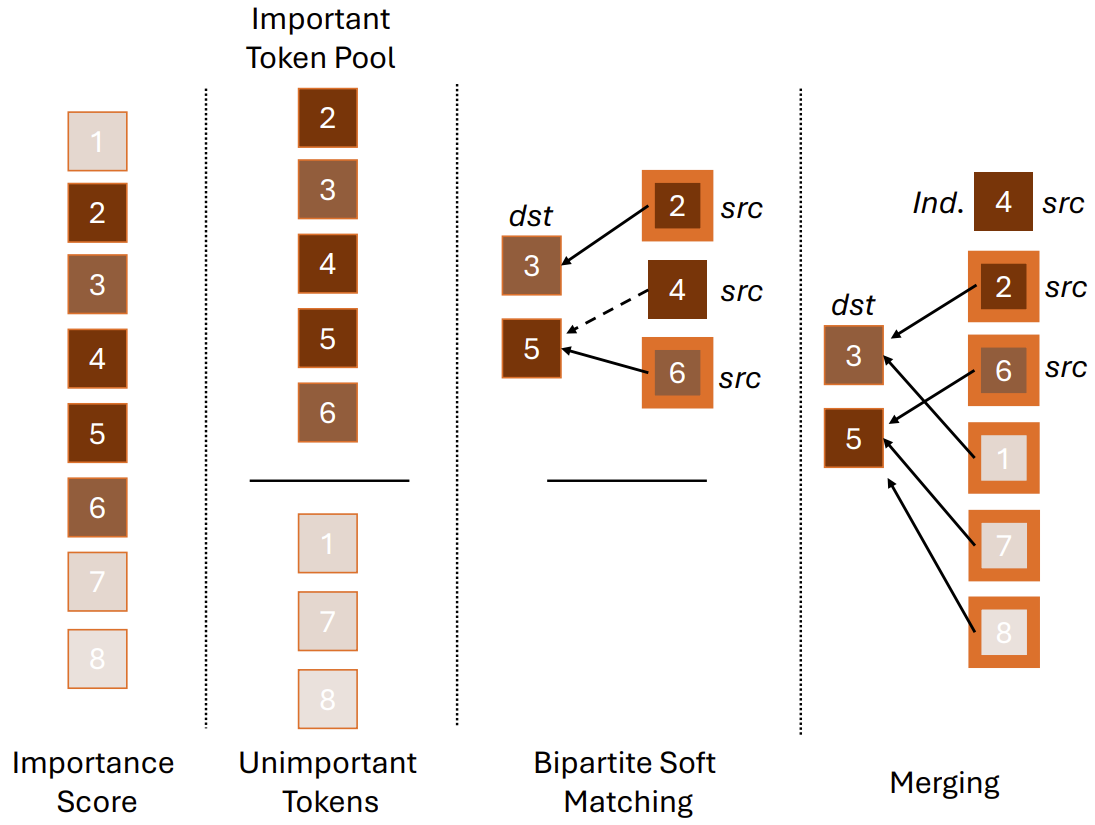 1
2
3
4
5
6
7
8
Importance
Score
Important
Token Pool
2
3
4
5
6
1
7
8
Unimportant
Tokens
dst
3
5
2 src
4 src
6 src
Bipartite Soft
Matching
Ind. 4 src
dst
3
5
2 src
6 src
1
7
8
Merging